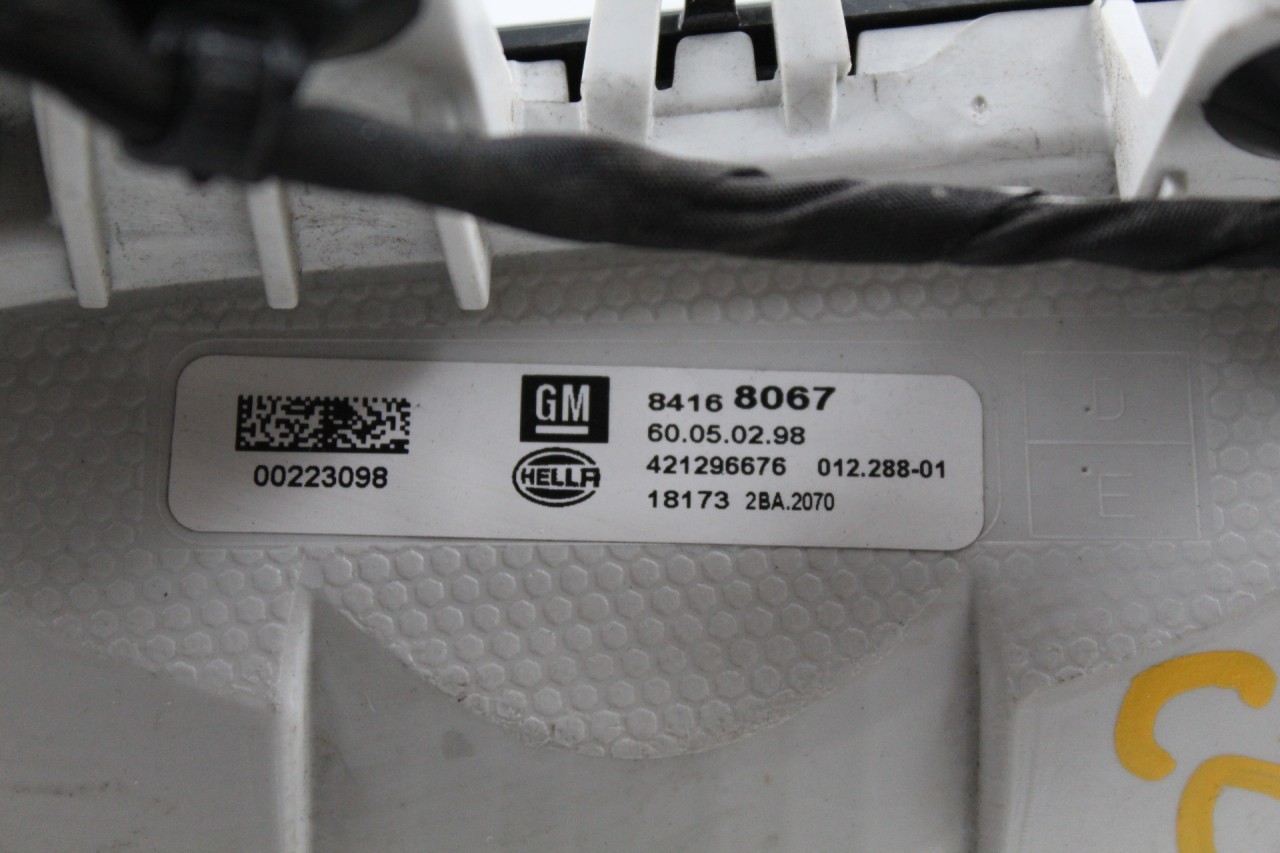 GM
8416 8067
60.05.02.98
HELLA
421296676 012.288-01
18173 2BA.2070
00223098
D
E